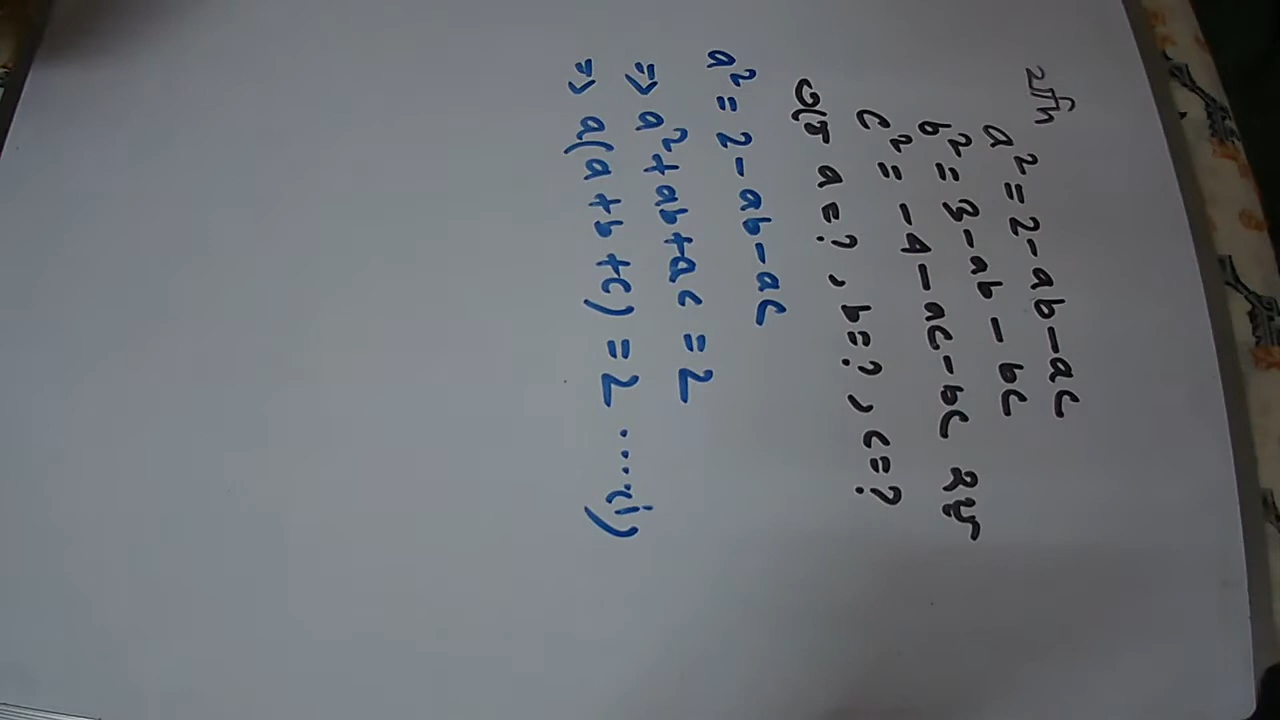 যদি
a² = 2 - ab - ac
b² = 3 - ab - bc
c² = -4 - ac - bc হয়
তবে a = ?, b = ?, c = ?
a² = 2 - ab - ac
⇒ a² + ab + ac = 2
⇒ a(a + b + c) = 2 .....(i)